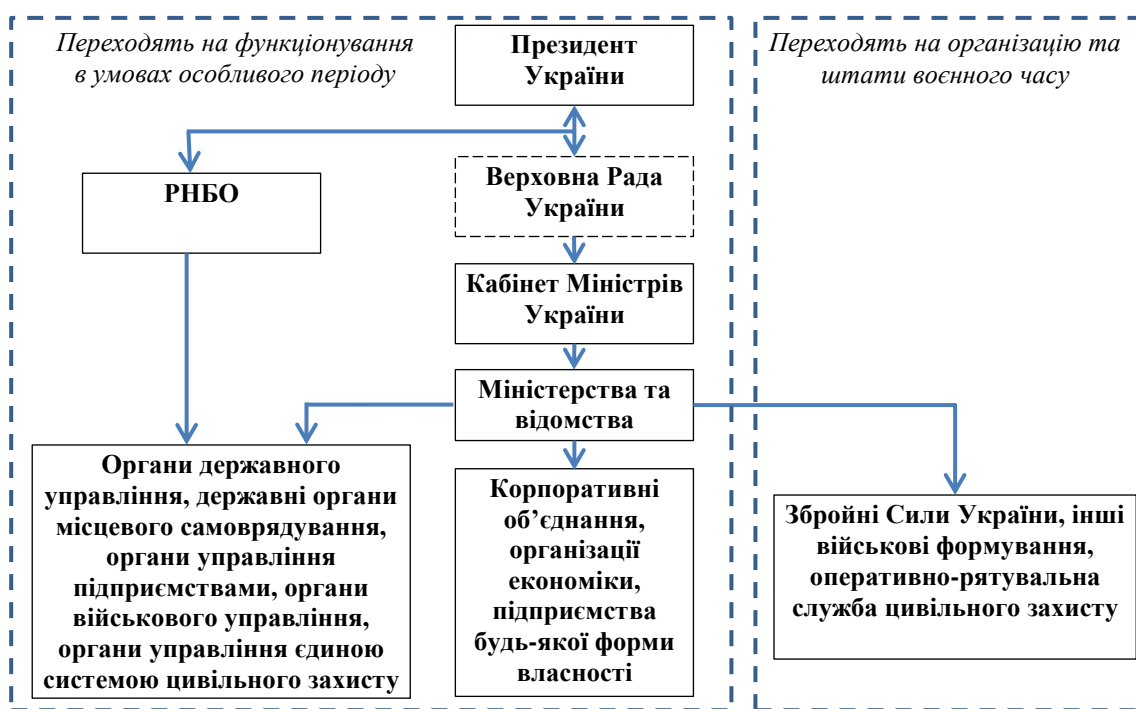 Переходять на функціонування
в умовах особливого періоду
Президент
України
Переходять на організацію та
штати воєнного часу
РНБО
Верховна Рада
України
Кабінет Міністрів
України
Міністерства та
відомства
Органи державного
управління, державні органи
місцевого самоврядування,
органи управління
підприємствами, органи
військового управління,
органи управління єдиною
системою цивільного захисту
Корпоративні
об’єднання,
організації
економіки,
підприємства
будь-якої форми
власності
Збройні Сили України, інші
військові формування,
оперативно-рятувальна
служба цивільного захисту